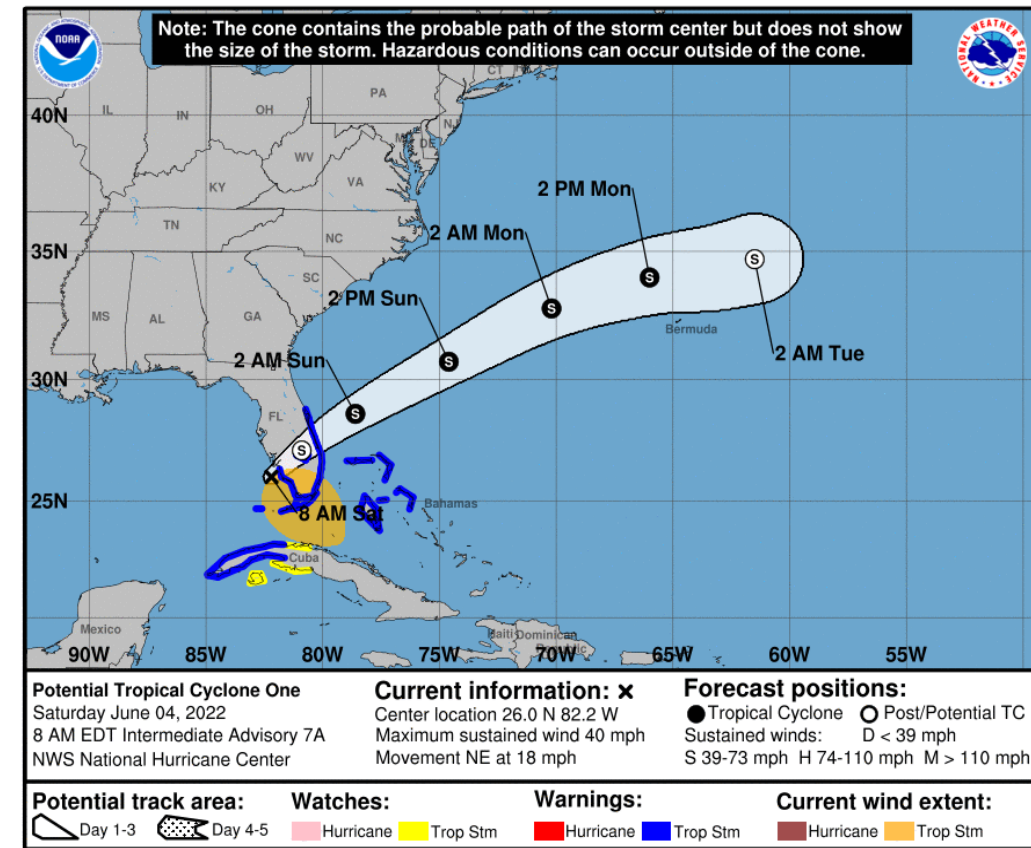 Note: The cone contains the probable path of the storm center but does not show
the size of the storm. Hazardous conditions can occur outside of the cone.
NOAA
NATIONAL WEATHER SERVICE
CT
PA
40N
IL
IN
OH
NJ
DE
WV
KY
VA
2 PM Mon
TN
NC
2 AM Mon
35N
SC
MS
AL
GA
2 PM Sun
Bermuda
2 AM Tue
2 AM Sun
30N
FL
25N
8 AM Sat
Bahamas
Cuba
Mexico
Haiti
Dominican
Republic
90W 85W 80W 75W 70W 65W 60W 55W
Potential Tropical Cyclone One
Saturday June 04, 2022
8 AM EDT Intermediate Advisory 7A
NWS National Hurricane Center
Current information: x
Center location 26.0 N 82.2 W
Maximum sustained wind 40 mph
Movement NE at 18 mph
Forecast positions:
Tropical Cyclone Post/Potential TC
Sustained winds: D < 39 mph
S 39-73 mph H 74-110 mph M > 110 mph
Potential track area:
Day 1-3 Day 4-5
Watches:
Hurricane Trop Stm
Warnings:
Hurricane Trop Stm
Current wind extent:
Hurricane Trop Stm
S
S
S
S
S
S